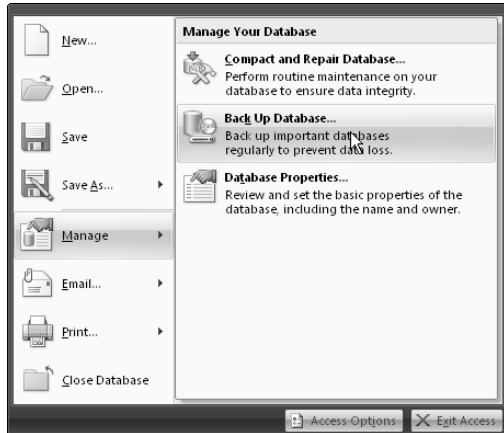 New...
Open...
Save
Save As...
Manage
Email...
Print...
Close Database
Manage Your Database
Compact and Repair Database...
Perform routine maintenance on your
database to ensure data integrity.
Back Up Database...
Back up important databases
regularly to prevent data loss.
Database Properties...
Review and set the basic properties of the
database, including the name and owner.
Access Options
Exit Access